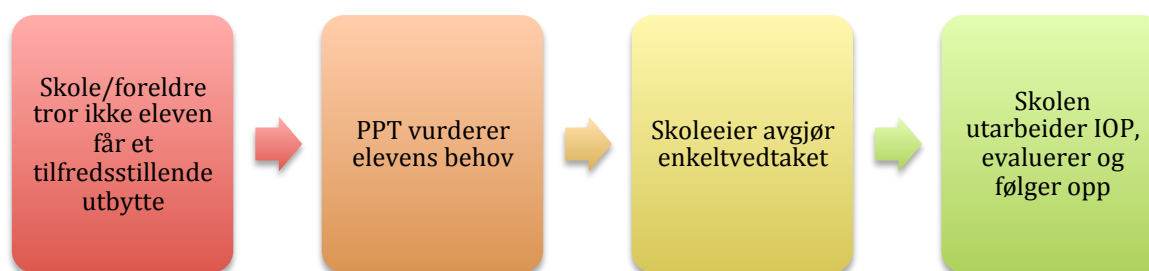 Skole/foreldre
tror ikke eleven
får et
tilfredsstillende
utbytte
PPT vurderer
elevens behov
Skoleeier avgjør
enkeltvedtaket
Skolen
utarbeider IOP,
evaluerer og
følger opp